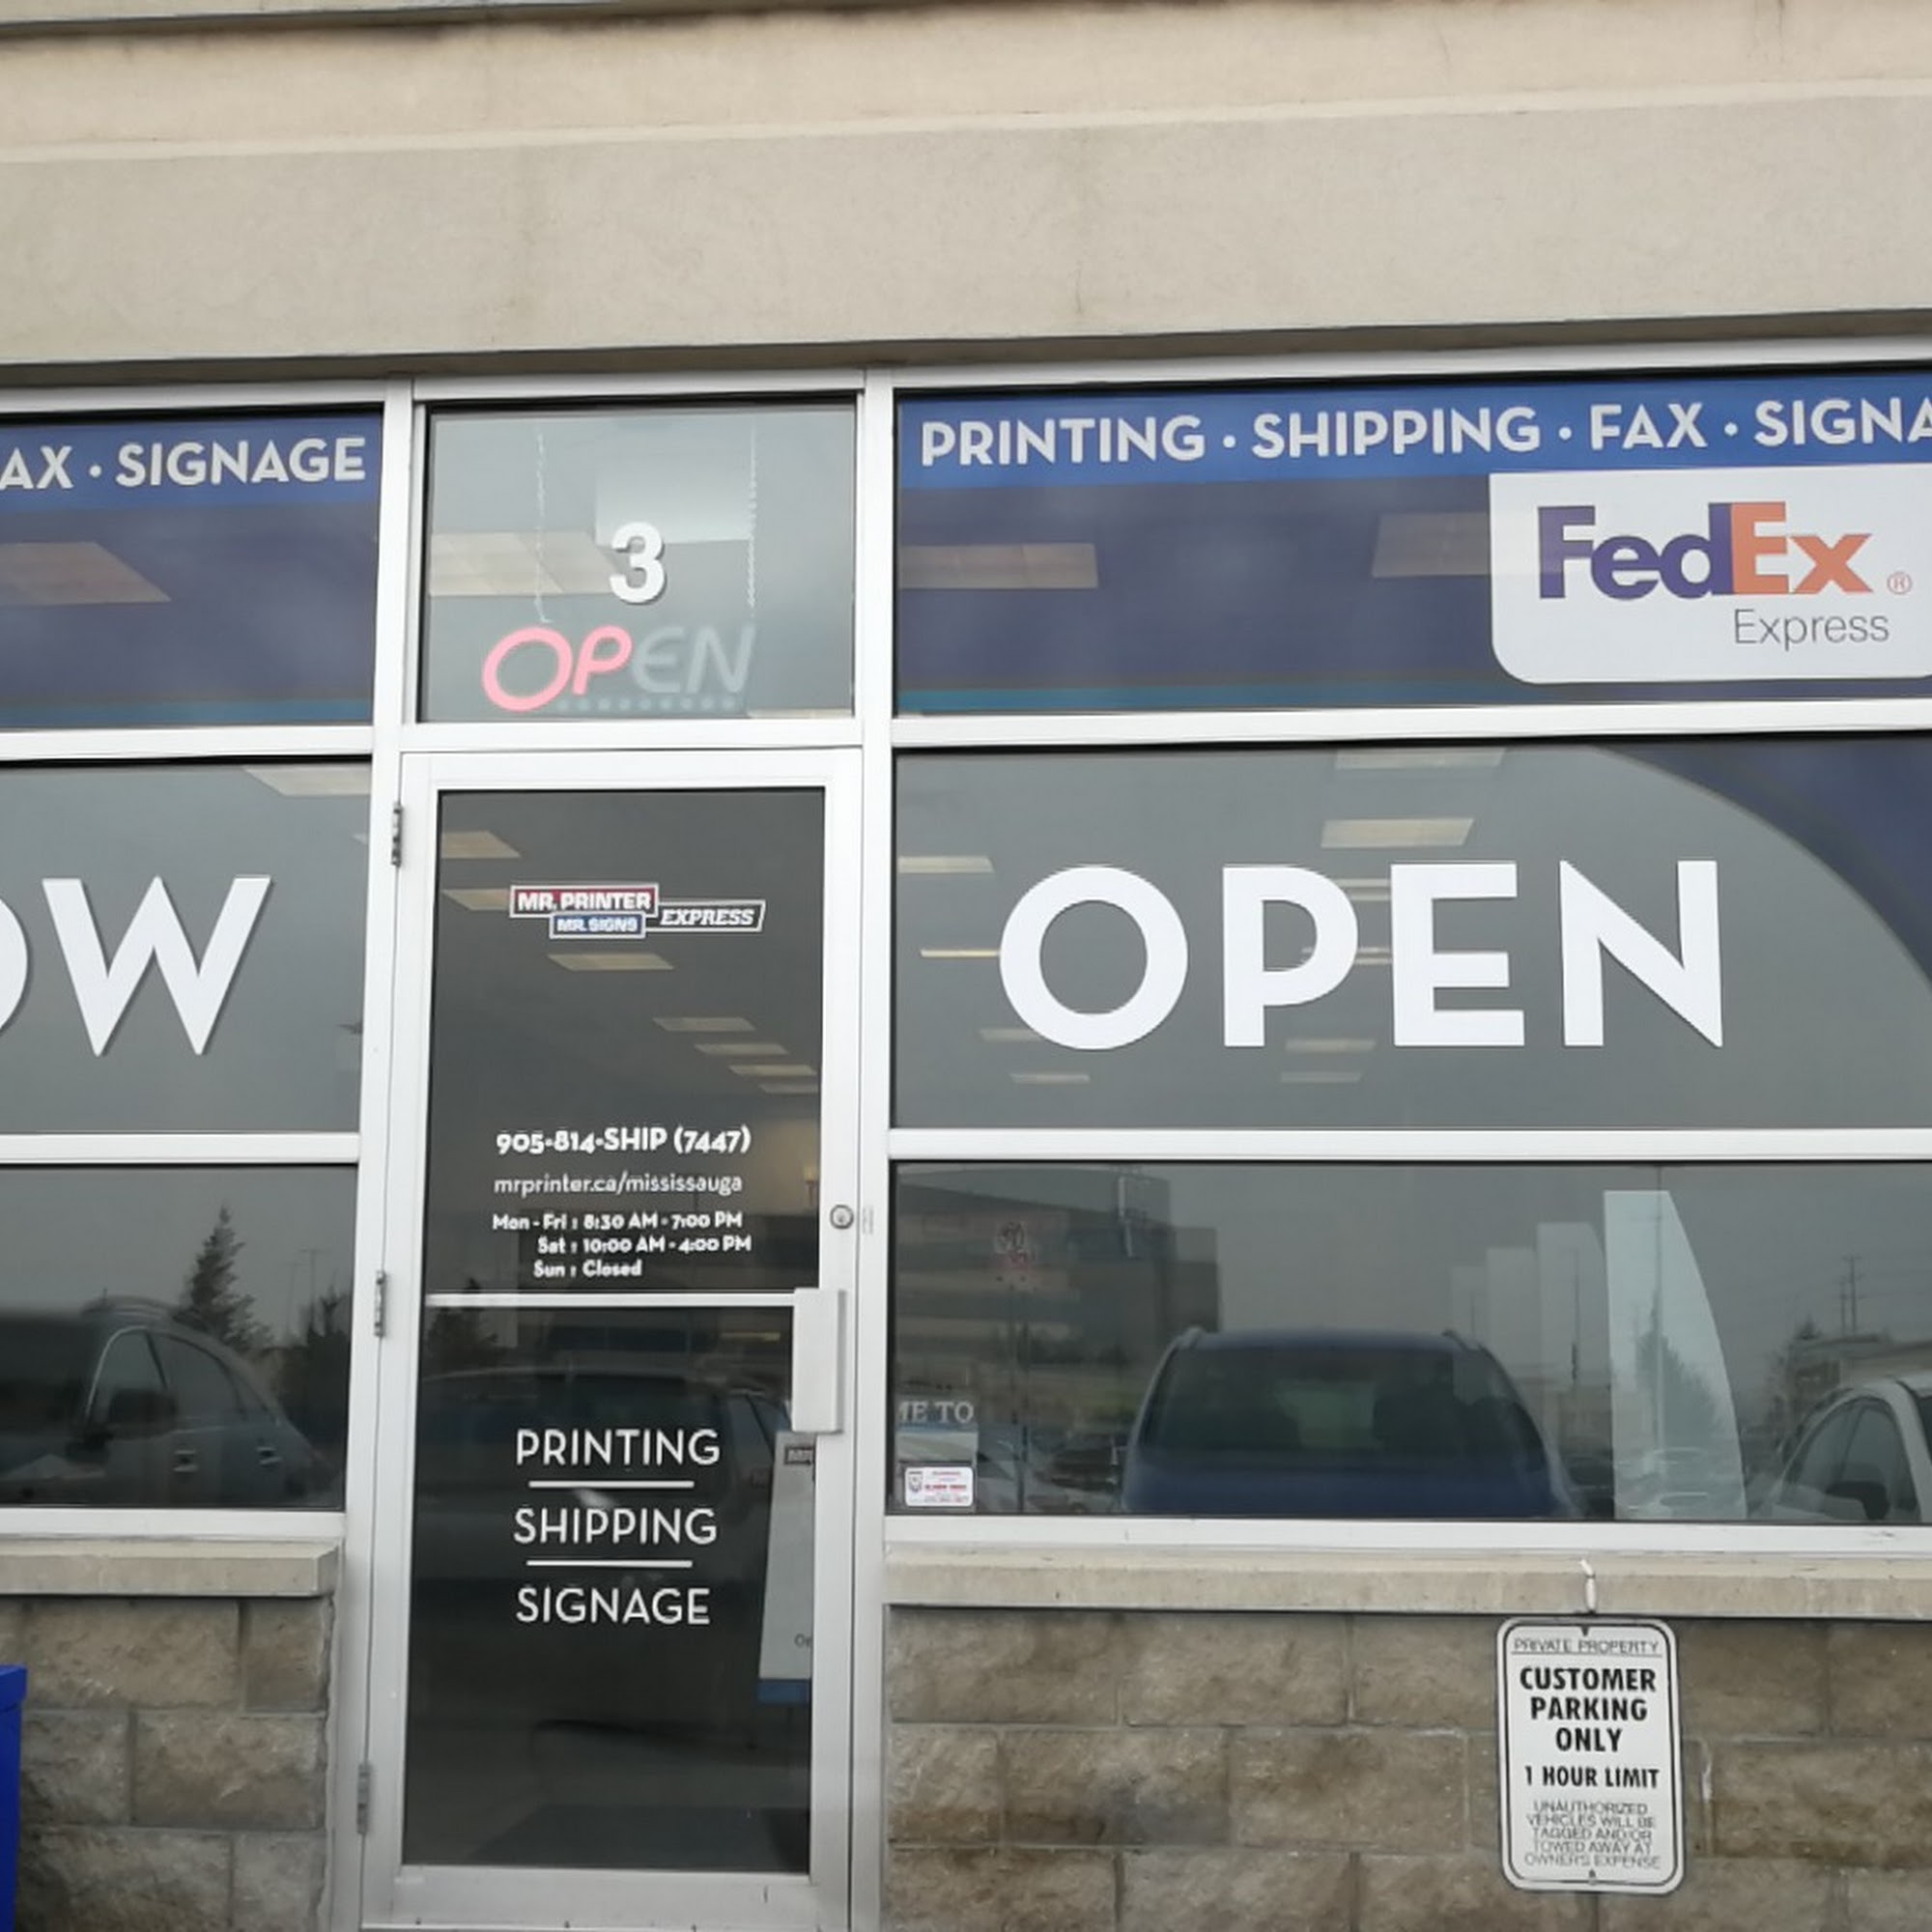 AX • SIGNAGE
3
OPEN
PRINTING • SHIPPING • FAX • SIGNA
FedEx®
Express
OW
OPEN
MR. PRINTER
MR. SIGNS
EXPRESS
905-814-SHIP (7447)
mrprinter.ca/mississauga
Mon - Fri : 8:30 AM - 7:00 PM
Sat : 10:00 AM - 4:00 PM
Sun : Closed
ME TO
PRINTING
SHIPPING
SIGNAGE
PRIVATE PROPERTY
CUSTOMER
PARKING
ONLY
1 HOUR LIMIT
UNAUTHORIZED
VEHICLES WILL BE
TAGGED AND/OR
TOWED AWAY AT
OWNER'S EXPENSE